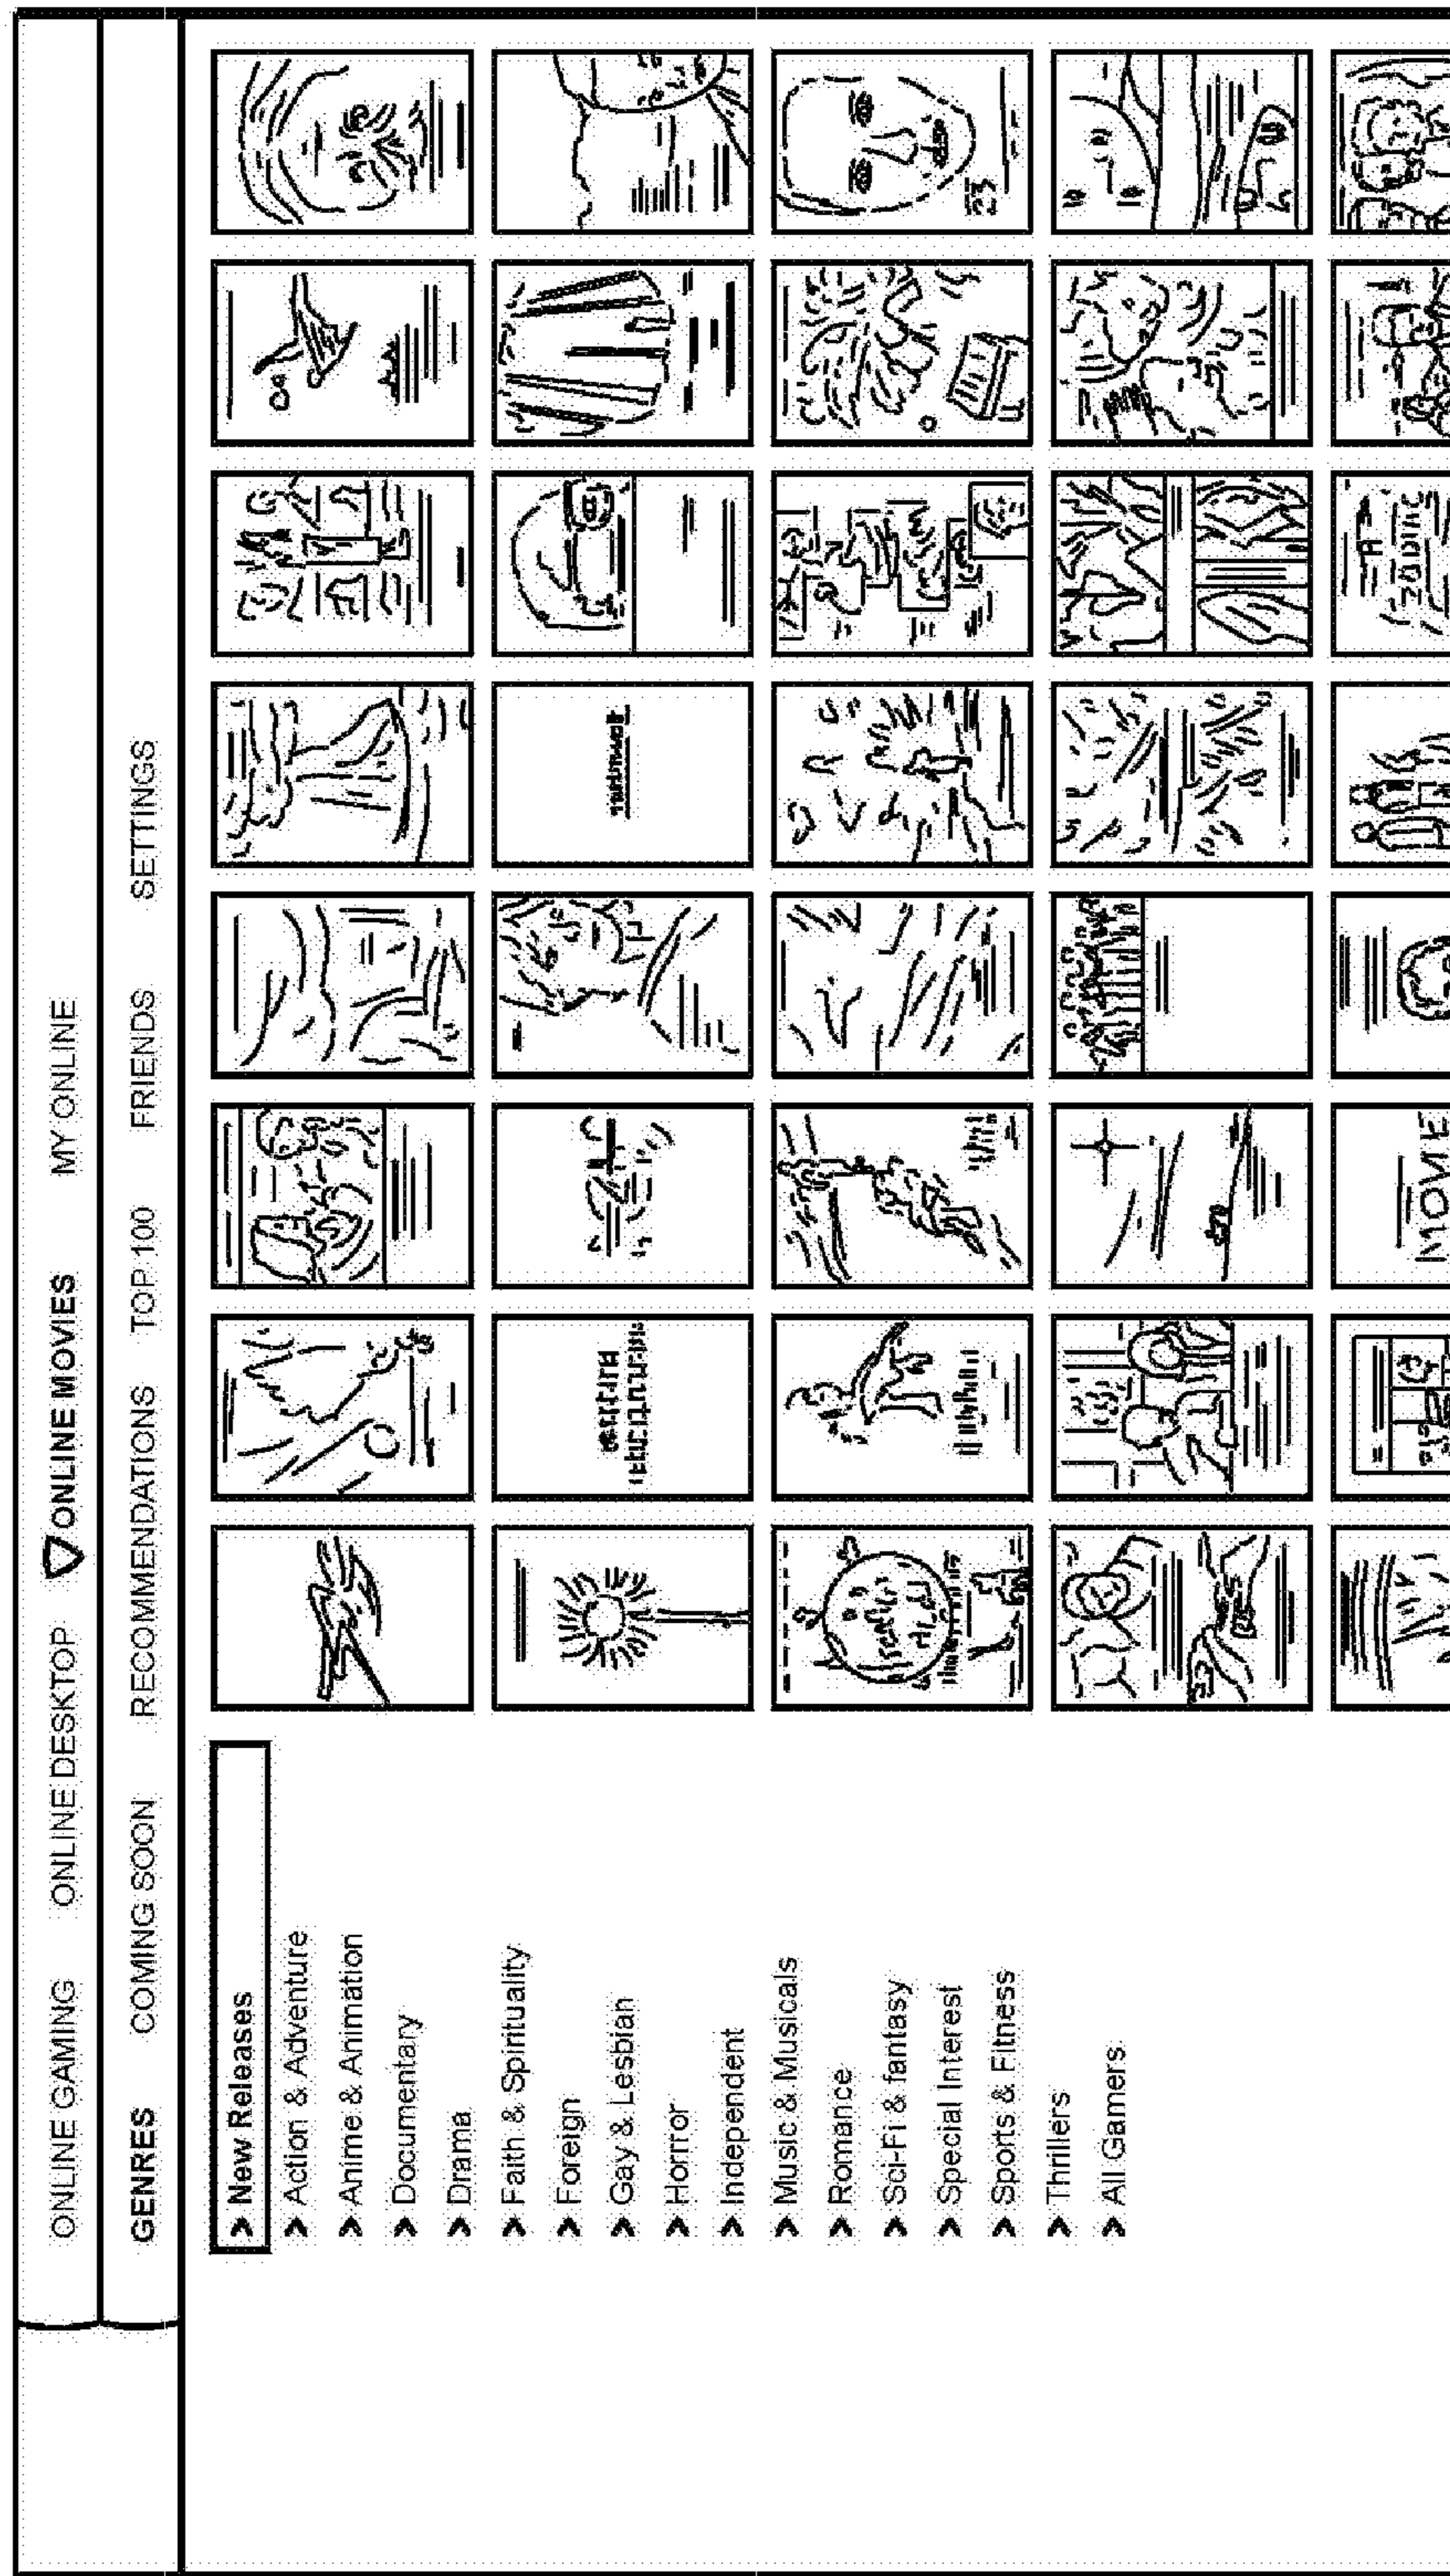 ONLINE GAMING ONLINE DESKTOP ONLINE MOVIES MY ONLINE
GENRES COMING SOON RECOMMENDATIONS TOP 100 FRIENDS SETTINGS
New Releases
Action & Adventure
Anime & Animation
Documentary
Drama
Faith & Spirituality
Foreign
Gay & Lesbian
Horrror
Independent
Music & Musicals
Romance
Sci-Fi & fantasy
Special Interest
Sports & Fitness
Thrillers
All Gamers
23
MOVIE